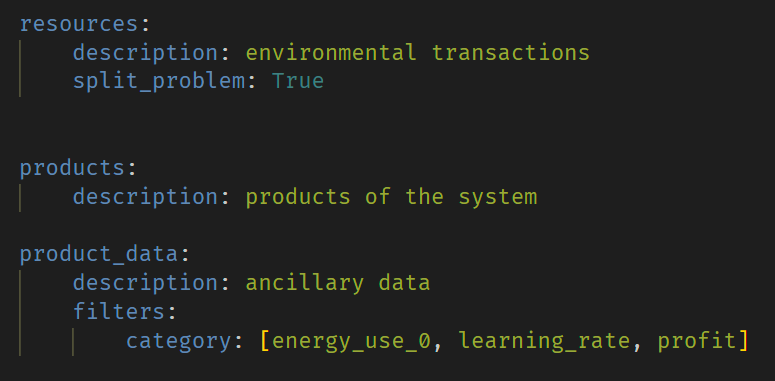 resources:
    description: environmental transactions
    split_problem: True
products:
    description: products of the system
product_data:
    description: ancillary data
    filters:
        category: [energy_use_0, learning_rate, profit]